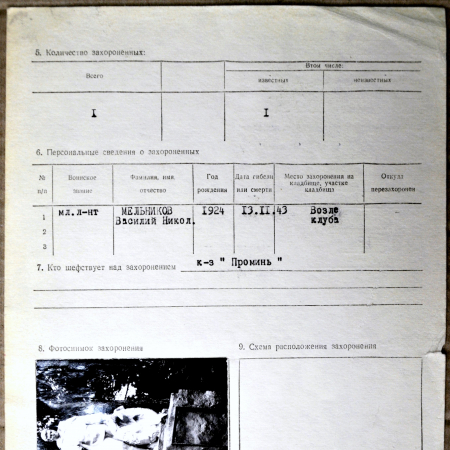 5. Количество захороненных:
Всего
В том числе:
известных
неизвестных
I
I
6. Персональные сведения о захороненных
№ п/п
Воинское звание
Фамилия, имя, отчество
Год рождения
Дата гибели или смерти
Место захоронения на кладбище, участке кладбища
Откуда перезахоронен
1 мл.л-нт МЕЛЬНИКОВ 1924 13.II.43 Возле
Василий Никол. клуба
2
3
7. Кто шефствует над захоронением к-з " Проминь "
8. Фотоснимок захоронения
9. Схема расположения захоронения